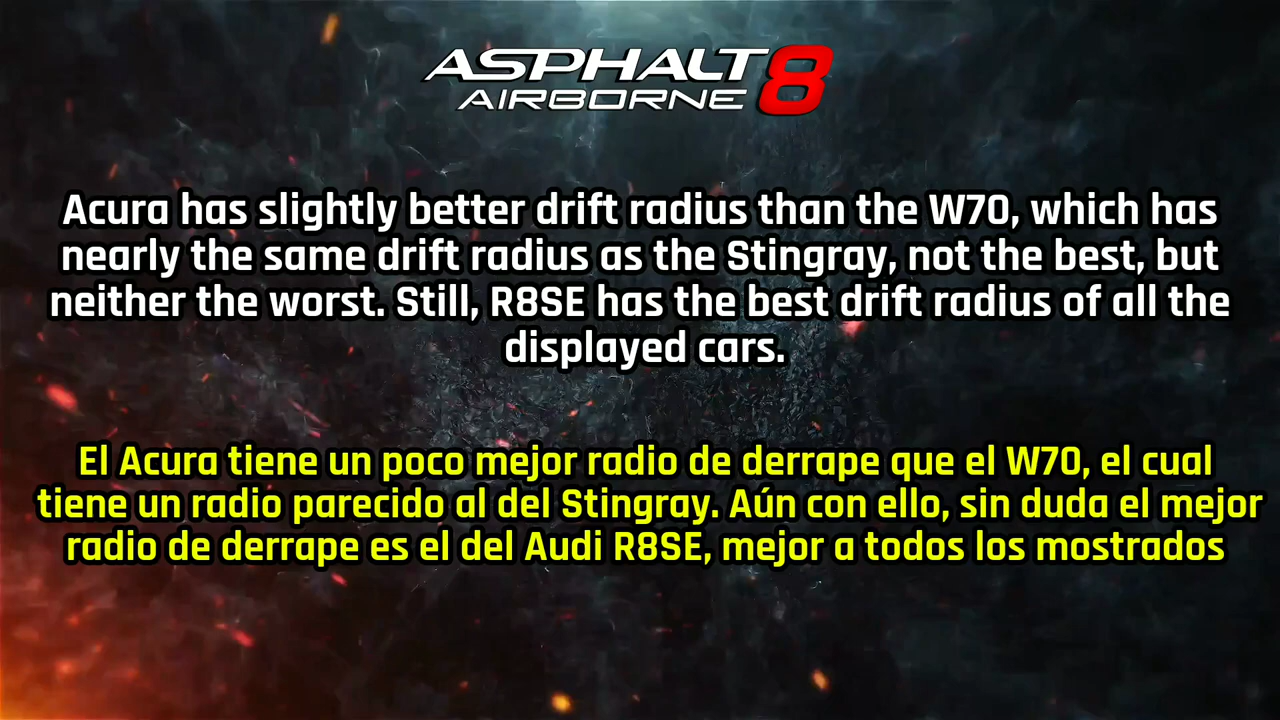 ASPHALT 8
AIRBORNE
Acura has slightly better drift radius than the W70, which has
nearly the same drift radius as the Stingray, not the best, but
neither the worst. Still, R8SE has the best drift radius of all the
displayed cars.
El Acura tiene un poco mejor radio de derrape que el W70, el cual
tiene un radio parecido al del Stingray. Aún con ello, sin duda el mejor
radio de derrape es el del Audi R8SE, mejor a todos los mostrados